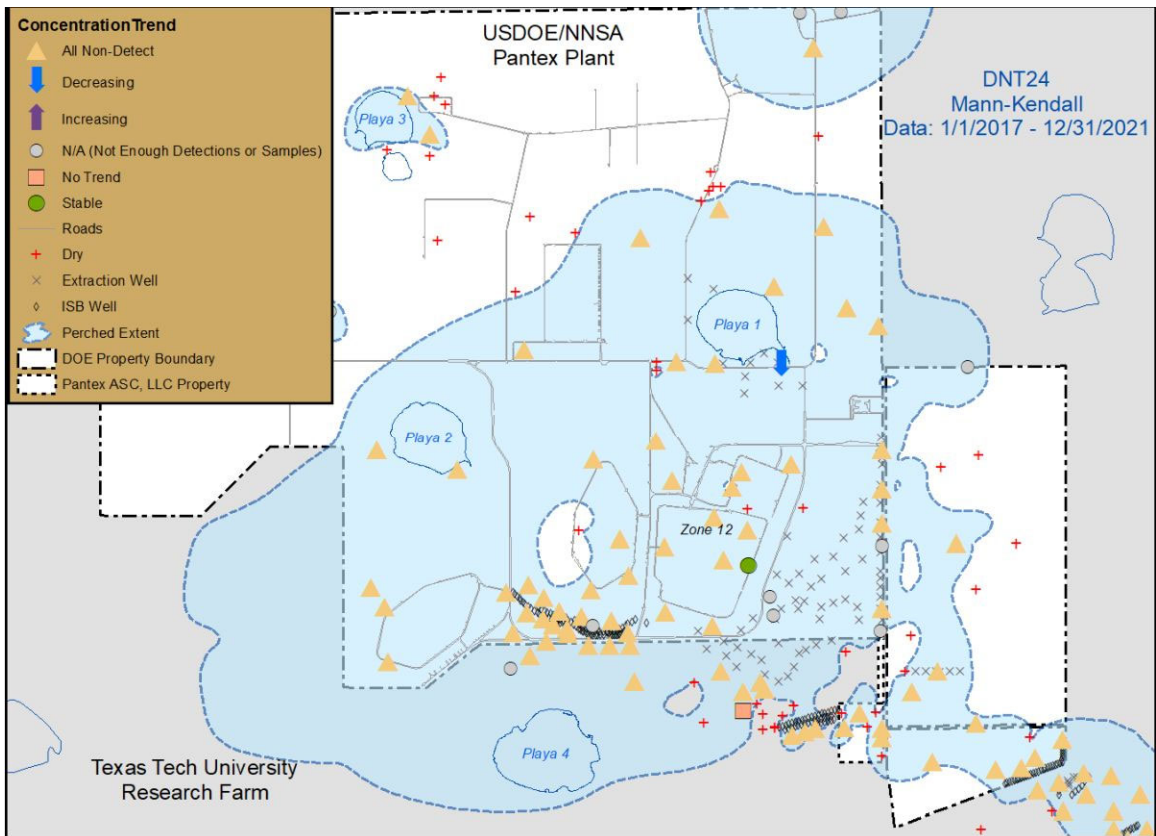 Concentration Trend
All Non-Detect
Decreasing
Increasing
N/A (Not Enough Detections or Samples)
No Trend
Stable
Roads
Dry
Extraction Well
ISB Well
Perched Extent
DOE Property Boundary
Pantex ASC, LLC Property
USDOE/NNSA
Pantex Plant
DNT24
Mann-Kendall
Data: 1/1/2017 - 12/31/2021
Playa 3
Playa 1
Playa 2
Zone 12
Playa 4
Texas Tech University
Research Farm